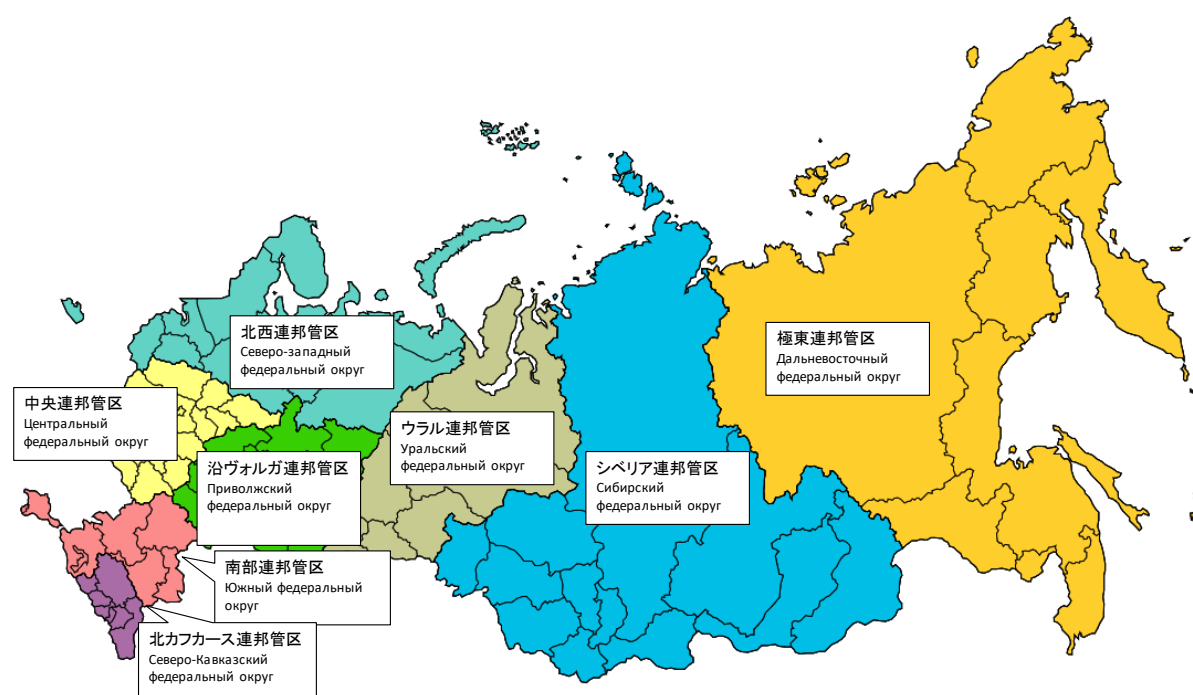 北西連邦管区
Северо-западный
федеральный округ
極東連邦管区
Дальневосточный
федеральный округ
中央連邦管区
Центральный
федеральный округ
ウラル連邦管区
Уральский
федеральный округ
沿ヴォルガ連邦管区
Приволжский
федеральный округ
シベリア連邦管区
Сибирский
федеральный округ
南部連邦管区
Южный федеральный
округ
北カフカース連邦管区
Северо-Кавказский
федеральный округ